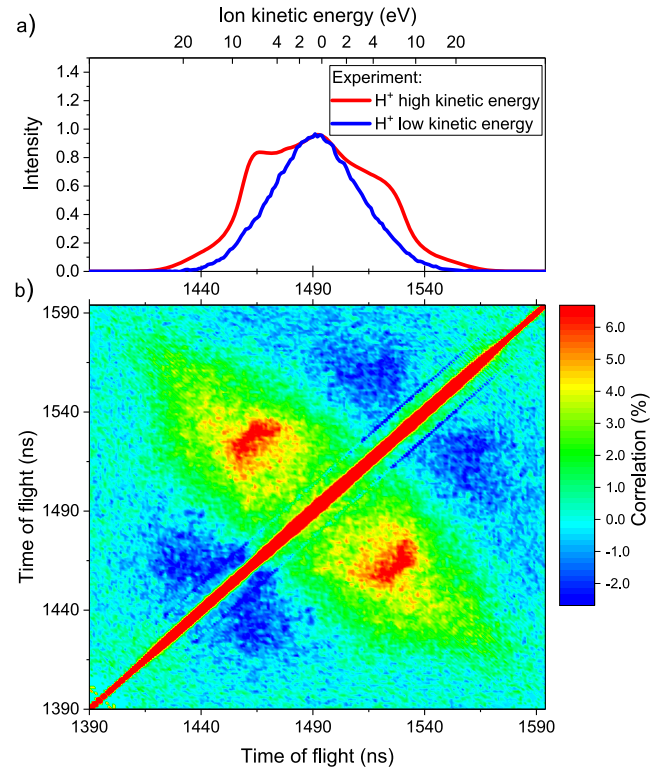 Ion kinetic energy (eV)
a)
20 10 4 2 0 2 4 10 20
1.4
1.2
1.0
0.8
0.6
0.4
0.2
0.0
Intensity
Experiment:
H⁺ high kinetic energy
H⁺ low kinetic energy
1440 1490 1540
b)
1590
1540
1490
1440
1390
Time of flight (ns)
1390 1440 1490 1540 1590
Time of flight (ns)
6.0
5.0
4.0
3.0
2.0
1.0
0.0
-1.0
-2.0
Correlation (%)